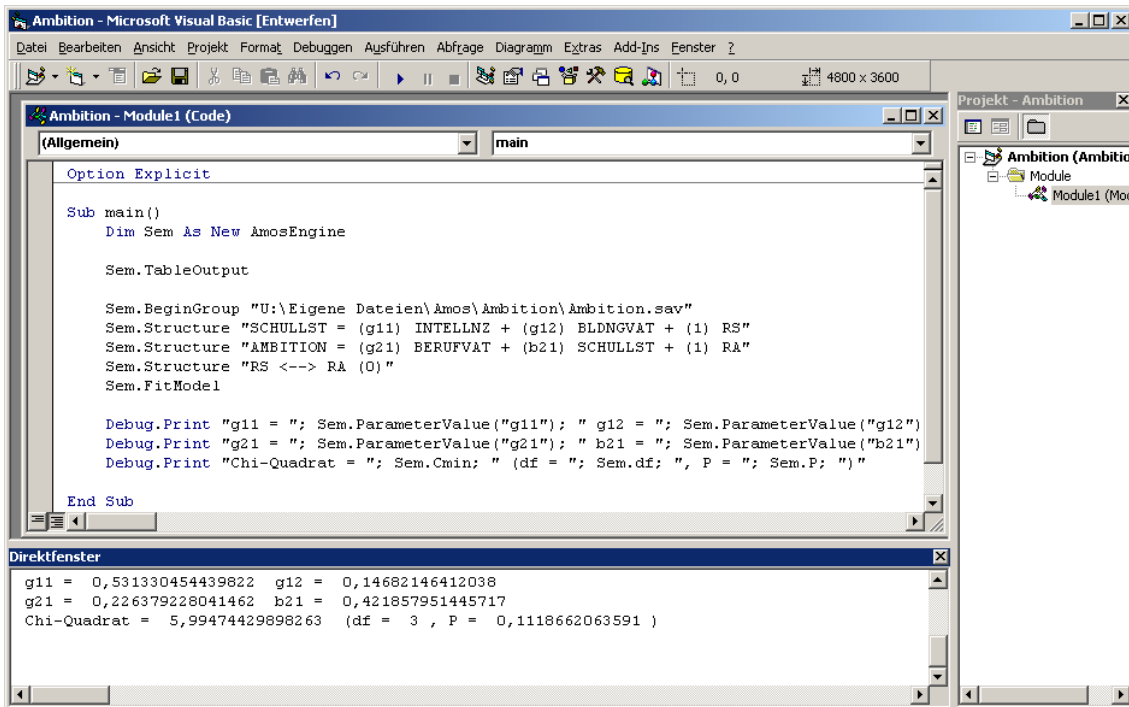 Ambition - Microsoft Visual Basic [Entwerfen]
Datei Bearbeiten Ansicht Projekt Format Debuggen Ausführen Abfrage Diagramm Extras Add-Ins Fenster ?
0, 0 4800 x 3600
Ambition - Module1 (Code)
(Allgemein) main
Option Explicit
Sub main()
Dim Sem As New AmosEngine
Sem.TableOutput
Sem.BeginGroup "U:\Eigene Dateien\Amos\Ambition\Ambition.sav"
Sem.Structure "SCHULLST = (g11) INTELLNZ + (g12) BLDNGVAT + (1) RS"
Sem.Structure "AMBITION = (g21) BERUFVAT + (b21) SCHULLST + (1) RA"
Sem.Structure "RS <--> RA (0)"
Sem.FitModel
Debug.Print "g11 = "; Sem.ParameterValue("g11"); " g12 = "; Sem.ParameterValue("g12")
Debug.Print "g21 = "; Sem.ParameterValue("g21"); " b21 = "; Sem.ParameterValue("b21")
Debug.Print "Chi-Quadrat = "; Sem.Cmin; " (df = "; Sem.df; ", P = "; Sem.P; ")"
End Sub
Projekt - Ambition
Ambition (Ambitio
Module
Module1 (Mod
Direktfenster
g11 = 0,531330454439822 g12 = 0,14682146412038
g21 = 0,226379228041462 b21 = 0,421857951445717
Chi-Quadrat = 5,99474429898263 (df = 3 , P = 0,1118662063591 )